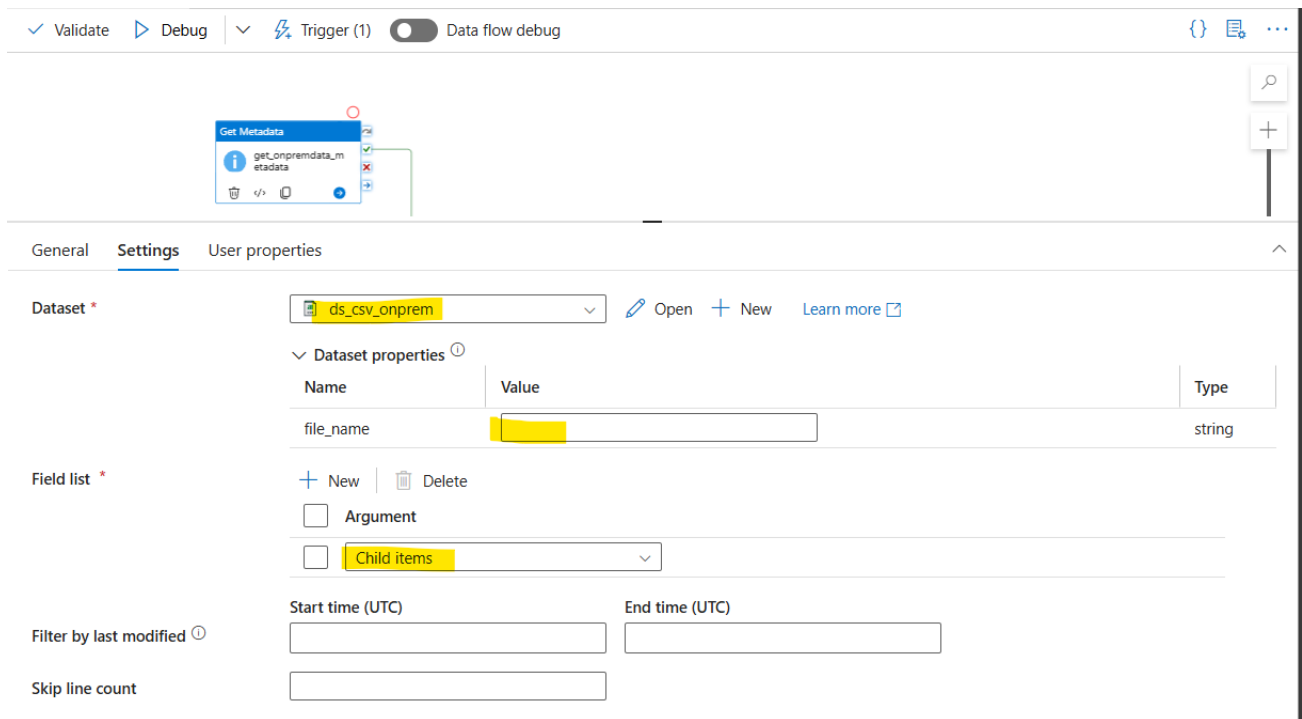 Validate Debug Trigger (1) Data flow debug
Get Metadata
get_onpremdata_m
etadata
General Settings User properties
Dataset * ds_csv_onprem Open New Learn more
Dataset properties
Name Value Type
file_name string
Field list * New Delete
Argument
Child items
Start time (UTC) End time (UTC)
Filter by last modified
Skip line count